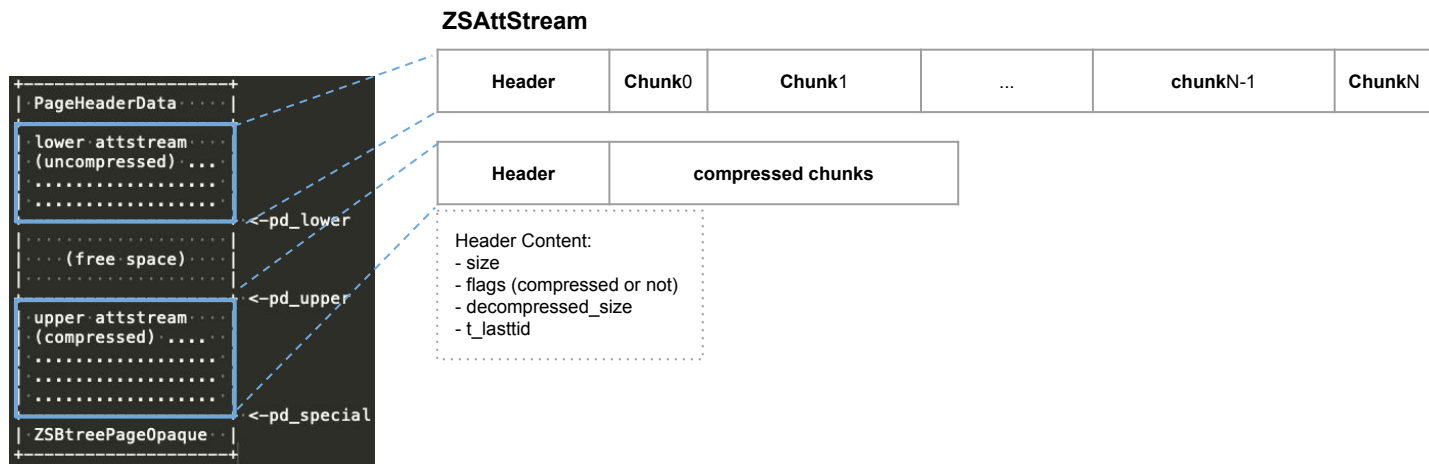 ZSAttStream
Header Chunk0 Chunk1 ... chunkN-1 ChunkN
Header compressed chunks
Header Content:
- size
- flags (compressed or not)
- decompressed_size
- t_lasttid
+---------------------+
| PageHeaderData ····· |
lower attstream ····
(uncompressed) ....
..................
..................
<-pd_lower
(free space)
<-pd_upper
upper attstream ····
(compressed) ....
..................
..................
..................
<-pd_special
| ZSBtreePageOpaque ·· |
+---------------------+